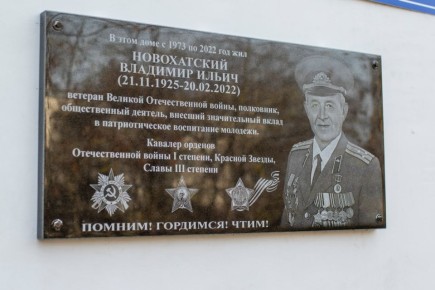 В этом доме с 1973 по 2022 год жил
НОВОХАТСКИЙ
ВЛАДИМИР ИЛЬИЧ
(21.11.1925-20.02.2022)
ветеран Великой Отечественной войны, полковник,
общественный деятель, внесший значительный вклад
в патриотическое воспитание молодежи.
Кавалер орденов
Отечественной войны I степени, Красной Звезды,
Славы III степени
ПОМНИМ! ГОРДИМСЯ! ЧТИМ!